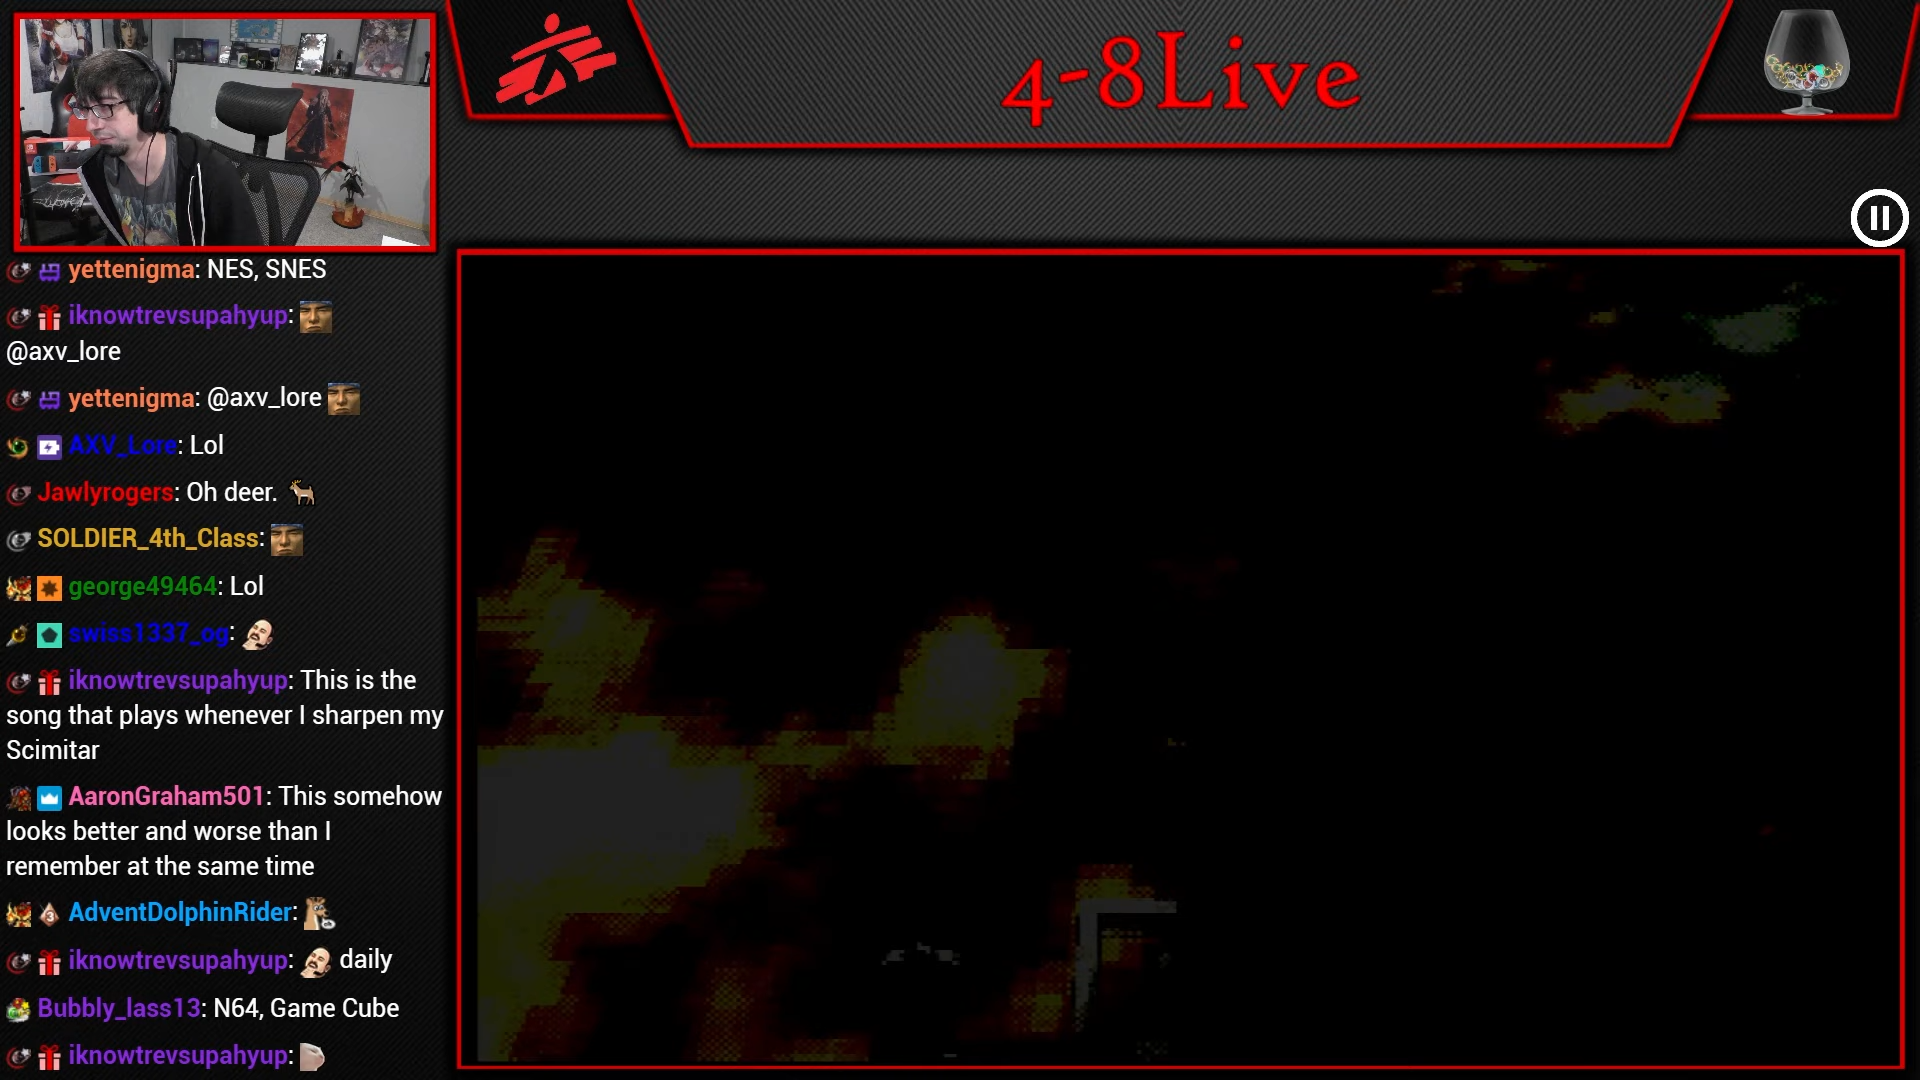 4-8Live
yettenigma: NES, SNES
iknowtrevsupahyup:
@axv_lore
yettenigma: @axv_lore
AXV_Lore: Lol
Jawlyrogers: Oh deer.
SOLDIER_4th_Class:
george49464: Lol
swiss1337_og:
iknowtrevsupahyup: This is the
song that plays whenever I sharpen my
Scimitar
AaronGraham501: This somehow
looks better and worse than I
remember at the same time
AdventDolphinRider:
iknowtrevsupahyup: daily
Bubbly_lass13: N64, Game Cube
iknowtrevsupahyup: